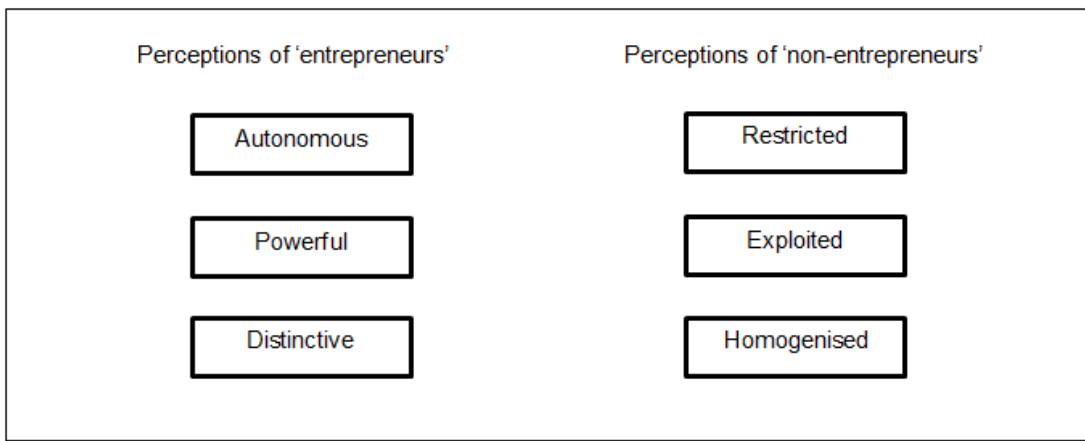 Perceptions of ‘entrepreneurs’
Perceptions of ‘non-entrepreneurs’
Autonomous
Restricted
Powerful
Exploited
Distinctive
Homogenised